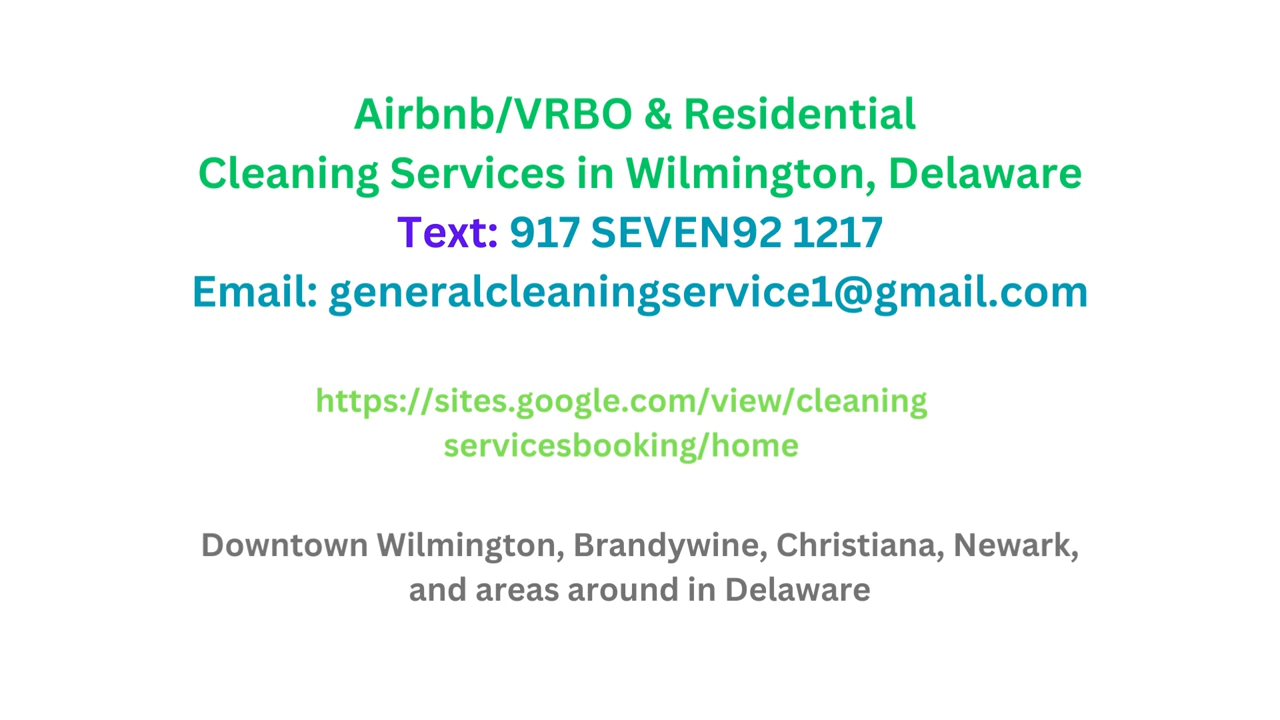 Airbnb/VRBO & Residential
Cleaning Services in Wilmington, Delaware
Text: 917 SEVEN92 1217
Email: generalcleaningservice1@gmail.com
https://sites.google.com/view/cleaning
servicesbooking/home
Downtown Wilmington, Brandywine, Christiana, Newark,
and areas around in Delaware